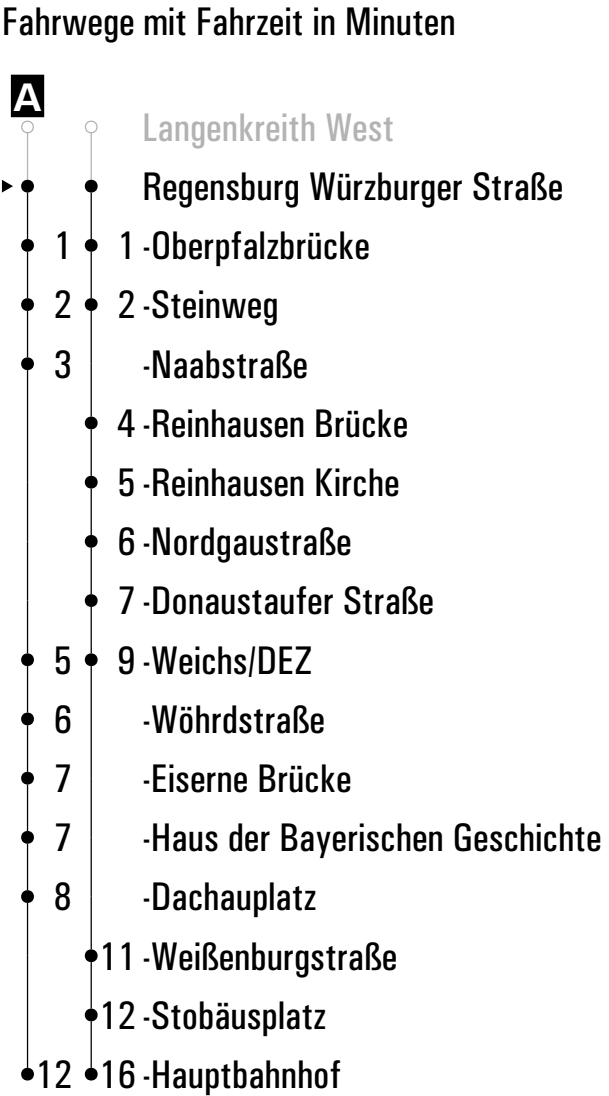 Fahrwege mit Fahrzeit in Minuten
A
Langenkreith West
Regensburg Würzburger Straße
1 1 -Oberpfalzbrücke
2 2 -Steinweg
3 -Naabstraße
4 -Reinhausen Brücke
5 -Reinhausen Kirche
6 -Nordgaustraße
7 -Donaustaufer Straße
5 9 -Weichs/DEZ
6 -Wöhrdstraße
7 -Eiserne Brücke
7 -Haus der Bayerischen Geschichte
8 -Dachauplatz
11 -Weißenburgstraße
12 -Stobäusplatz
12 16 -Hauptbahnhof